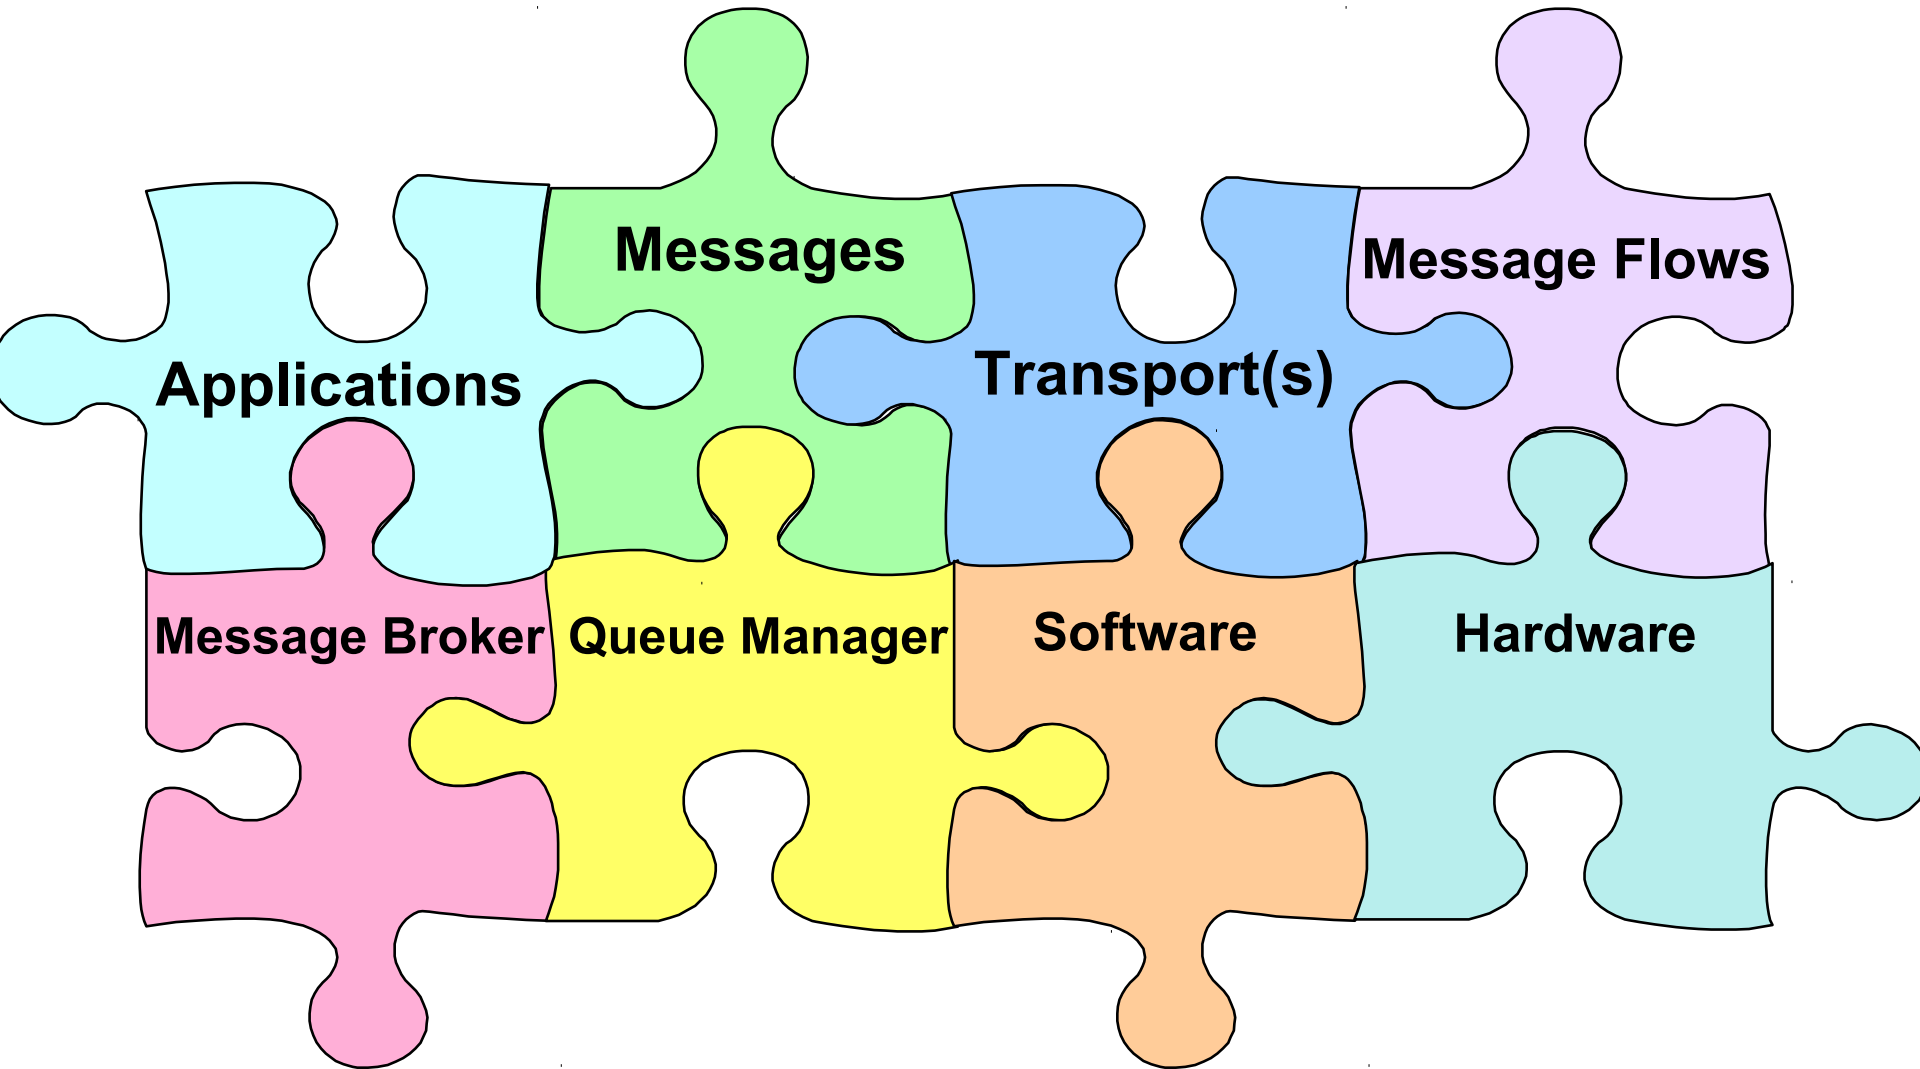 Messages
Message Flows
Applications
Transport(s)
Message Broker
Queue Manager
Software
Hardware